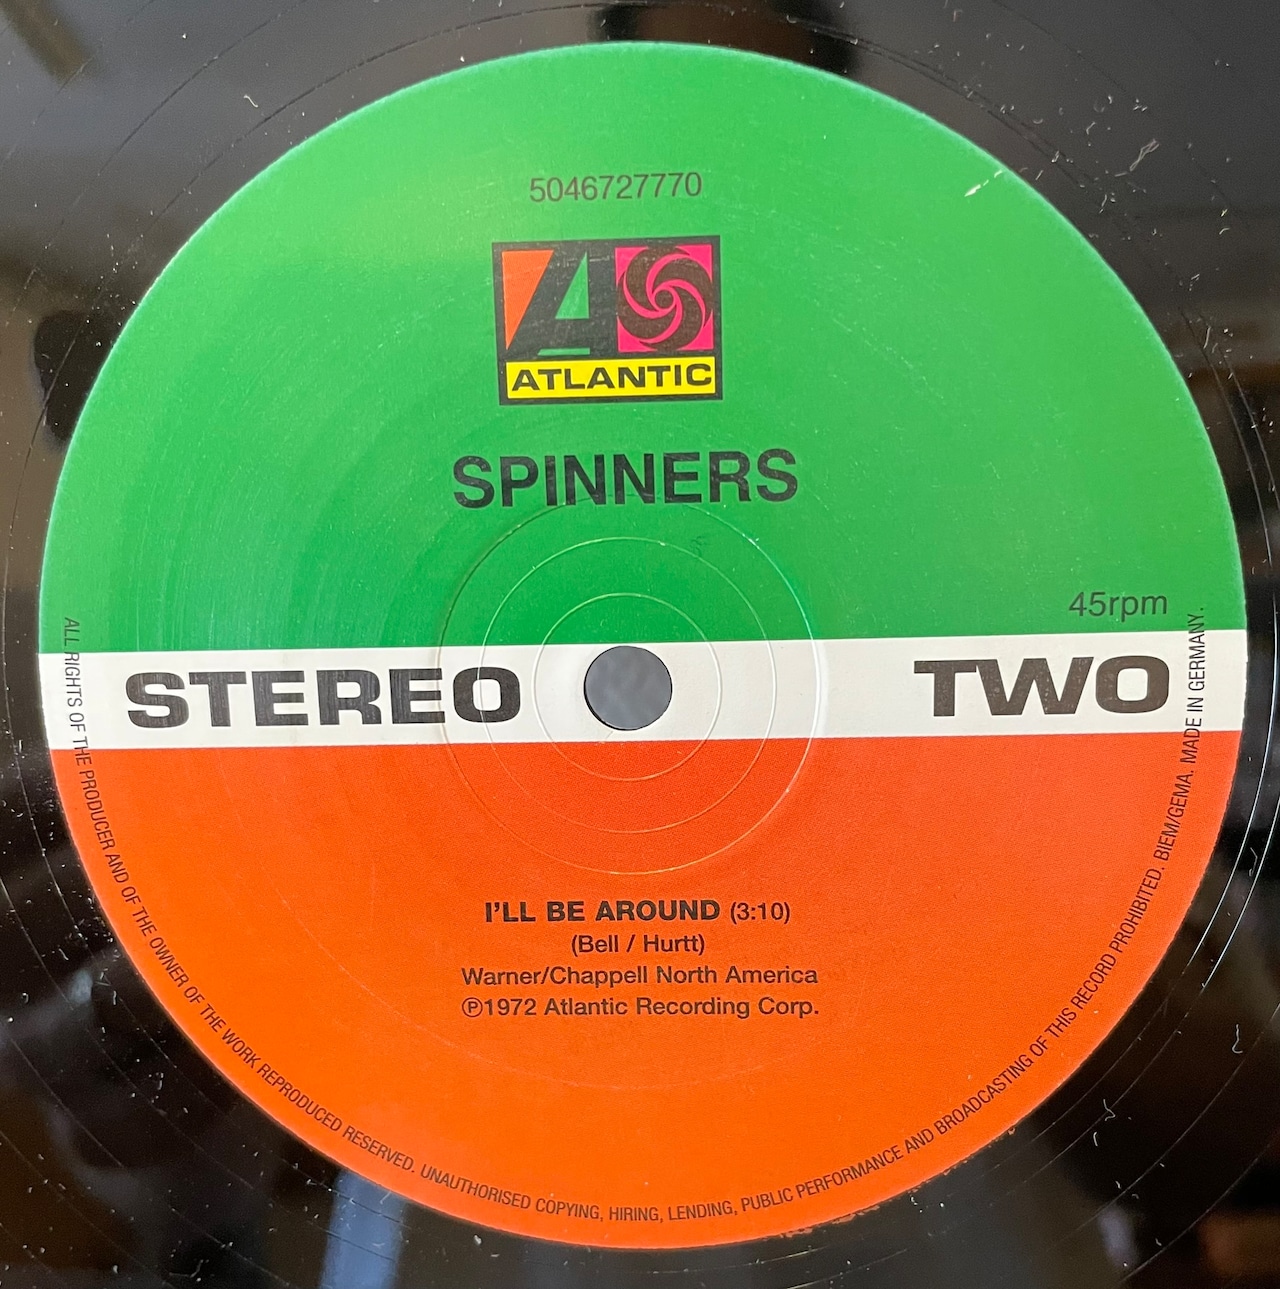 5046727770
ATLANTIC
SPINNERS
45rpm
STEREO TWO
I'LL BE AROUND (3:10)
(Bell / Hurtt)
Warner/Chappell North America
℗1972 Atlantic Recording Corp.
ALL RIGHTS OF THE PRODUCER AND OF THE OWNER OF THE WORK REPRODUCED RESERVED. UNAUTHORISED COPYING, HIRING, LENDING, PUBLIC PERFORMANCE AND BROADCASTING OF THIS RECORD PROHIBITED. BIEM/GEMA. MADE IN GERMANY.